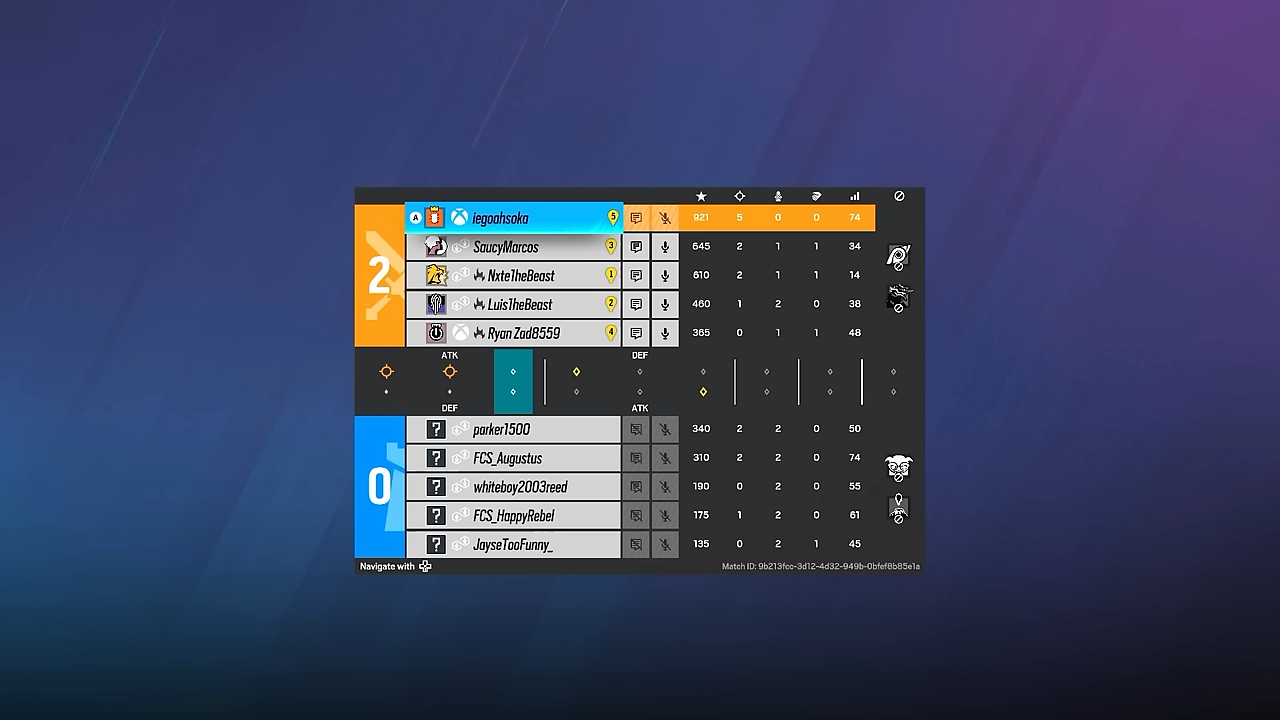 A iegoahsoka 5 921 5 0 0 74
2
SaucyMarcos 3 645 2 1 1 34
Nxte1heBeast 1 610 2 1 1 14
Luis1heBeast 2 460 1 2 0 38
Ryan Zad8559 4 365 0 1 1 48
ATK DEF
DEF ATK
0
? parker1500 340 2 2 0 50
? FCS_Augustus 310 2 2 0 74
? whiteboy2003reed 190 0 2 0 55
? FCS_HappyRebel 175 1 2 0 61
? JayseTooFunny_ 135 0 2 1 45
Navigate with Match ID: 9b213fcc-3d12-4d32-949b-0bfef8b85e1a